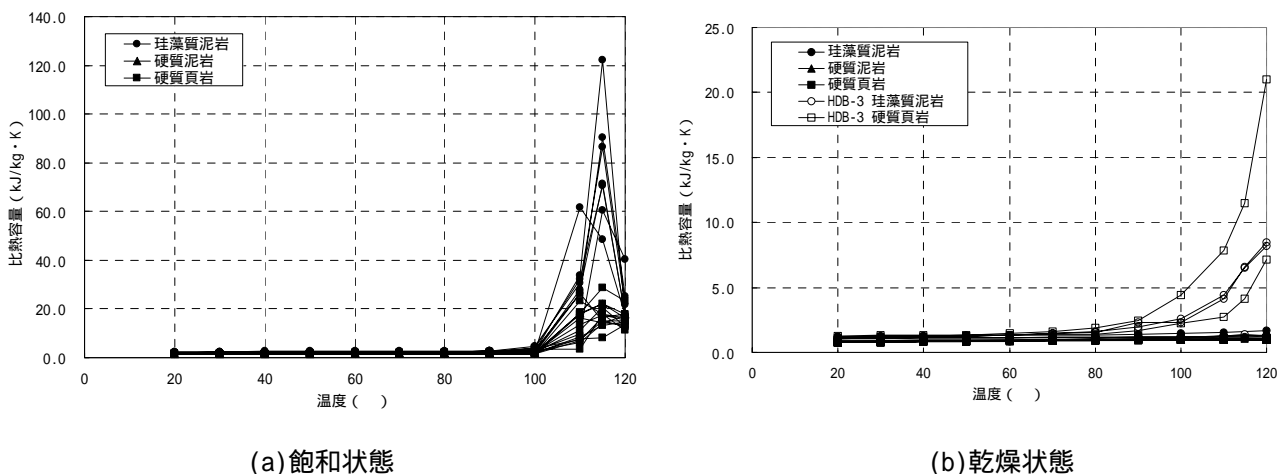 140.0
120.0
100.0
80.0
60.0
40.0
20.0
0.0
比熱容量(kJ/kg・K)
珪藻質泥岩
硬質泥岩
硬質頁岩
0 20 40 60 80 100 120
温度( )
(a)飽和状態
25.0
20.0
15.0
10.0
5.0
0.0
比熱容量(kJ/kg・K)
珪藻質泥岩
硬質泥岩
硬質頁岩
HDB-3 珪藻質泥岩
HDB-3 硬質頁岩
0 20 40 60 80 100 120
温度( )
(b)乾燥状態